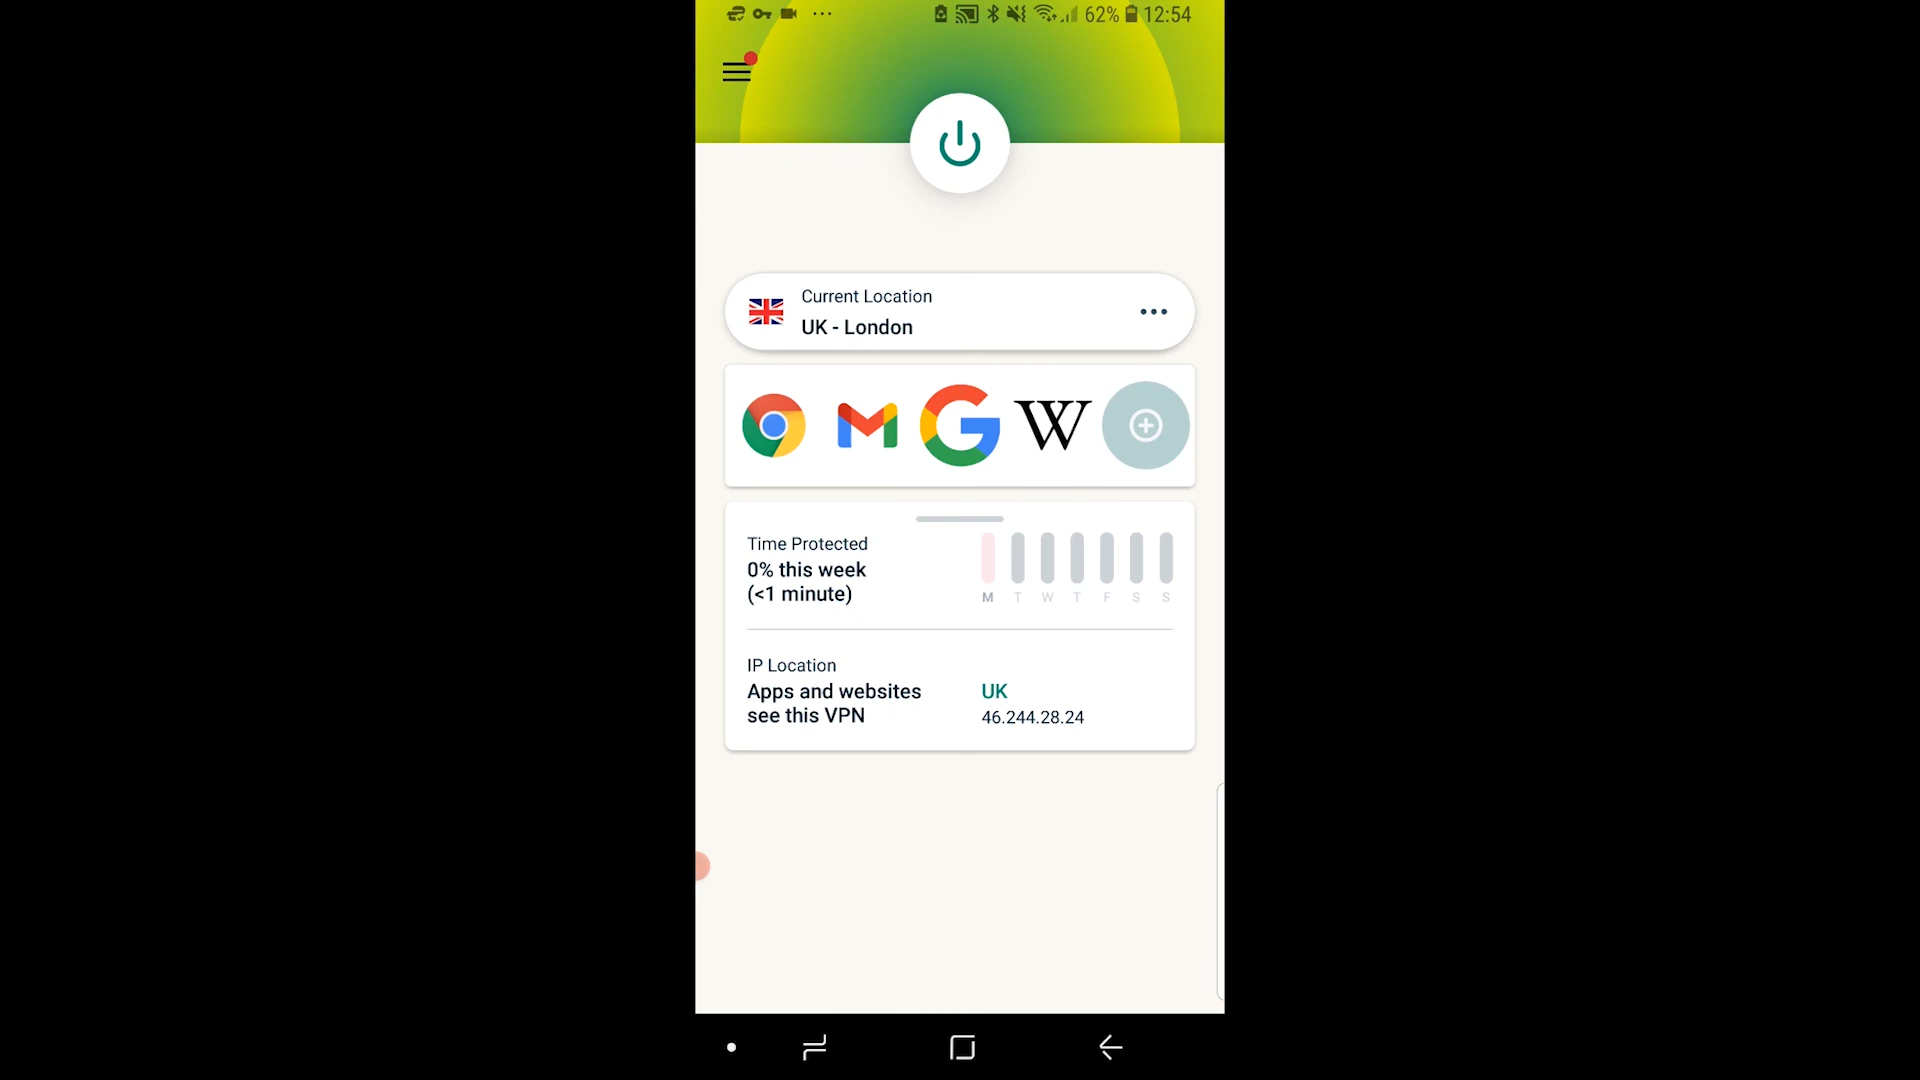 62% 12:54
Current Location
UK - London
W
Time Protected
0% this week
(<1 minute)
M T W T F S S
IP Location
Apps and websites
see this VPN
UK
46.244.28.24